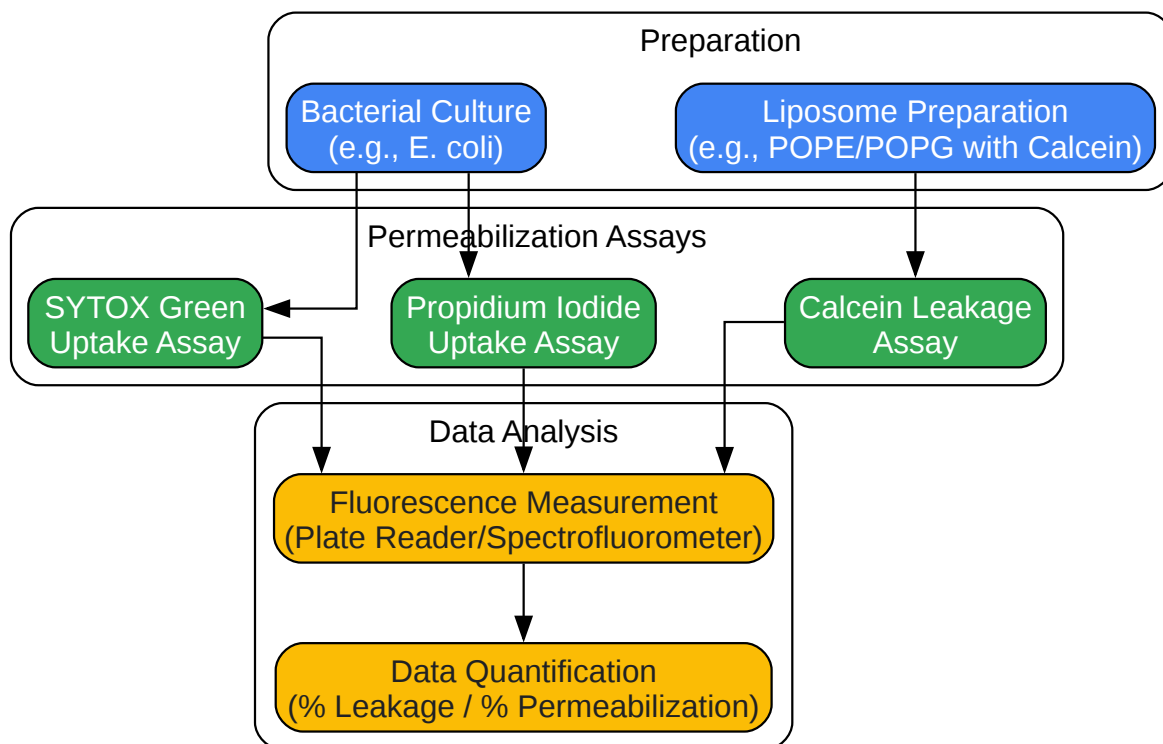 Preparation
Bacterial Culture
(e.g., E. coli)
Liposome Preparation
(e.g., POPE/POPG with Calcein)
Permeabilization Assays
SYTOX Green
Uptake Assay
Propidium Iodide
Uptake Assay
Calcein Leakage
Assay
Data Analysis
Fluorescence Measurement
(Plate Reader/Spectrofluorometer)
Data Quantification
(% Leakage / % Permeabilization)